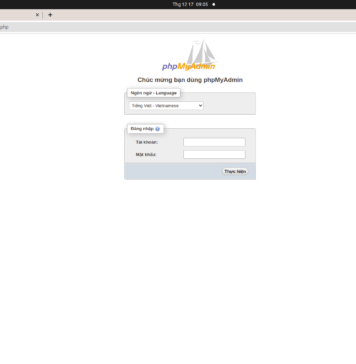 Thg 12 17 09:05
php
phpMyAdmin
Chúc mừng bạn dùng phpMyAdmin
Ngôn ngữ - Language
Tiếng Việt - Vietnamese
Đăng nhập
Tài khoản:
Mật khẩu:
Thực hiện